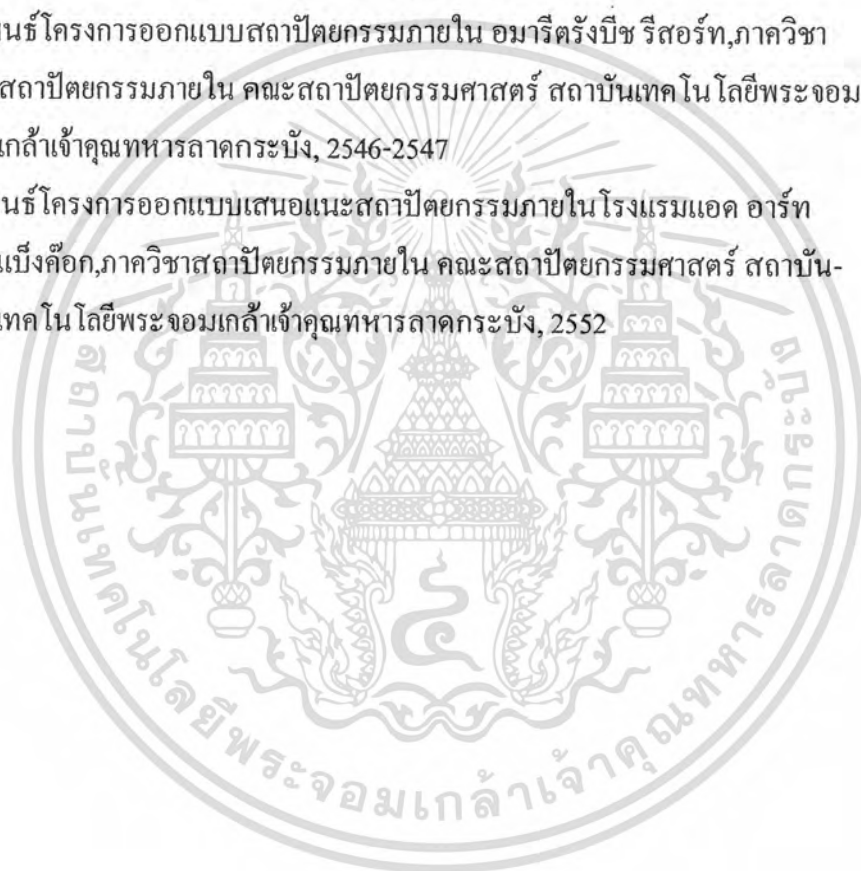 นธ์โครงการออกแบบสถาปัตยกรรมภายใน อมารีตรังบีช รีสอร์ท,ภาควิชา
สถาปัตยกรรมภายใน คณะสถาปัตยกรรมศาสตร์ สถาบันเทคโนโลยีพระจอม
เกล้าเจ้าคุณทหารลาดกระบัง, 2546-2547
นธ์โครงการออกแบบเสนอแนะสถาปัตยกรรมภายในโรงแรมแอด อาร์ท
แบ็งค๊อก,ภาควิชาสถาปัตยกรรมภายใน คณะสถาปัตยกรรมศาสตร์ สถาบัน-
เทคโนโลยีพระจอมเกล้าเจ้าคุณทหารลาดกระบัง, 2552
สถาบันเทคโนโลยีพระจอมเกล้าเจ้าคุณทหารลาดกระบัง